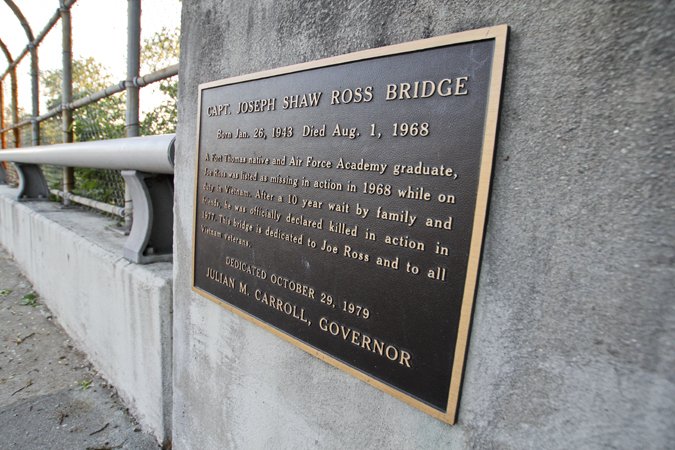 CAPT. JOSEPH SHAW ROSS BRIDGE
Born Jan. 26, 1943 Died Aug. 1, 1968
A Fort Thomas native and Air Force Academy graduate,
Joe Ross was listed as missing in action in 1968 while on
duty in Vietnam. After a 10 year wait by family and
friends, he was officially declared killed in action in
1977. This bridge is dedicated to Joe Ross and to all
Vietnam veterans.
DEDICATED OCTOBER 29, 1979
JULIAN M. CARROLL, GOVERNOR